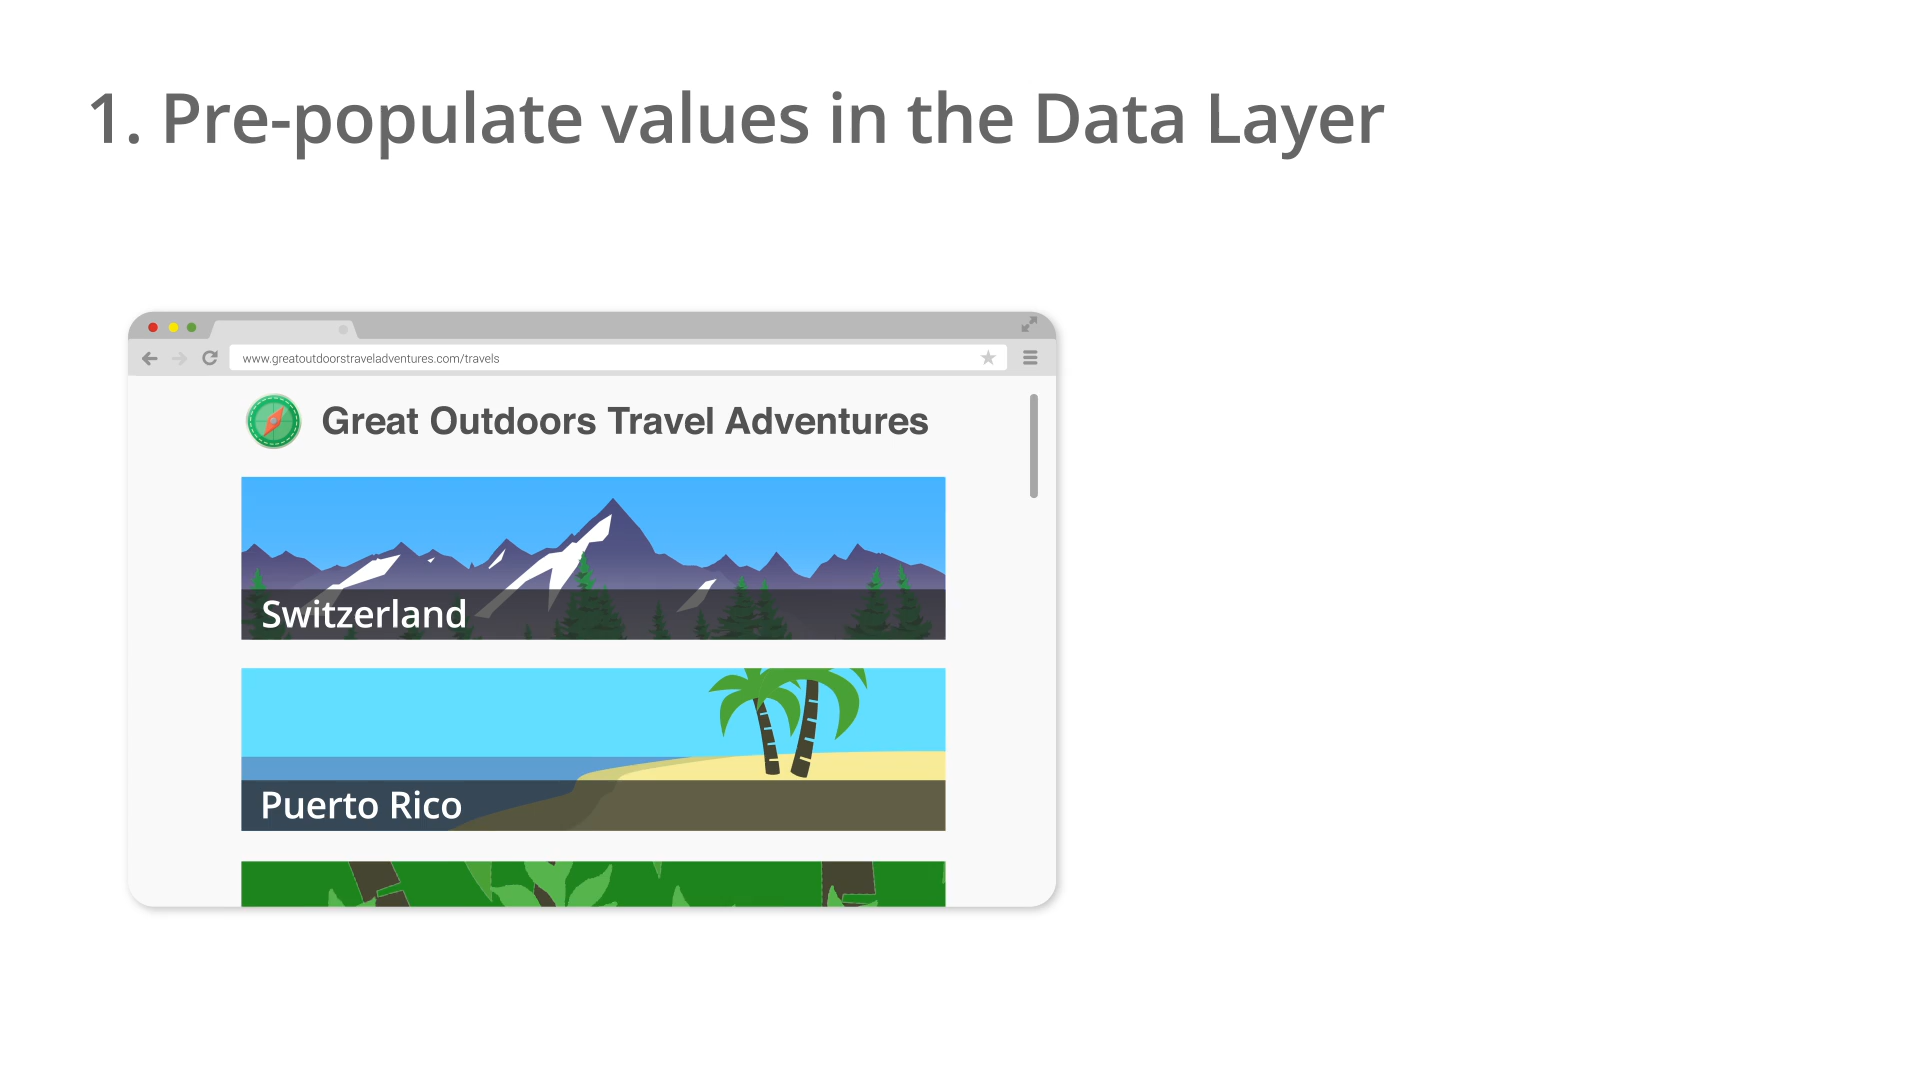 1. Pre-populate values in the Data Layer
www.greatoutdoorstraveladventures.com/travels
Great Outdoors Travel Adventures
Switzerland
Puerto Rico